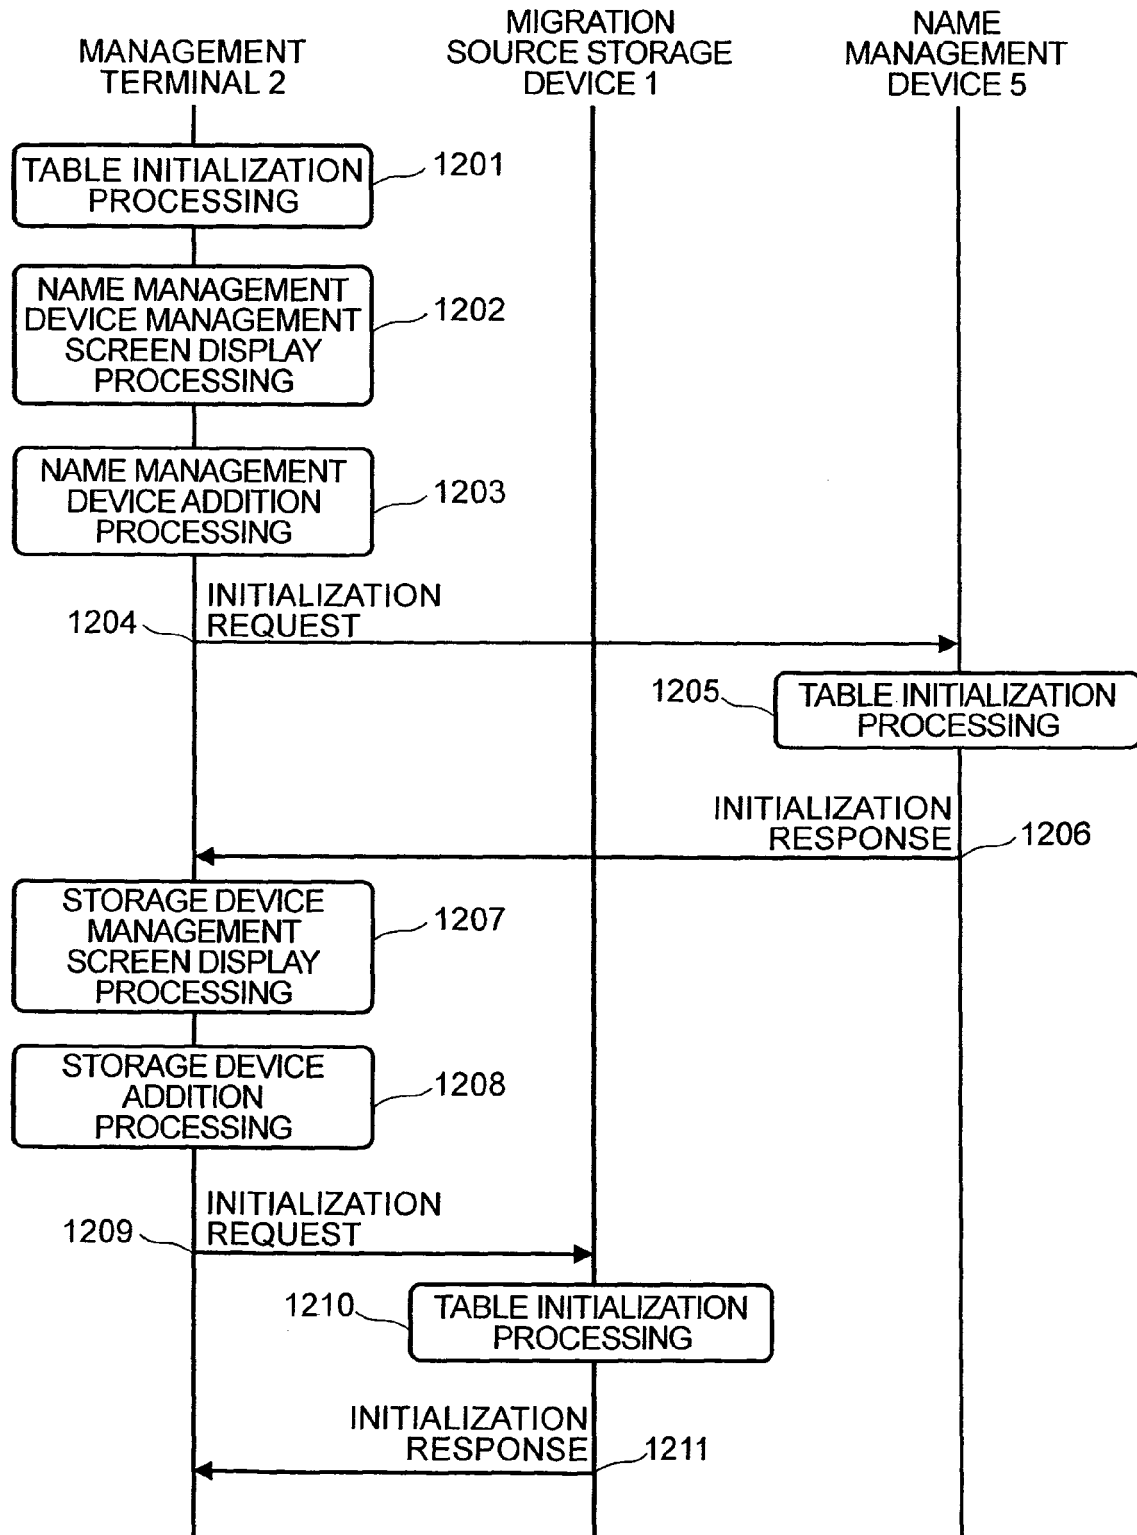 MANAGEMENT
TERMINAL 2
MIGRATION
SOURCE STORAGE
DEVICE 1
NAME
MANAGEMENT
DEVICE 5
TABLE INITIALIZATION
PROCESSING
1201
NAME MANAGEMENT
DEVICE MANAGEMENT
SCREEN DISPLAY
PROCESSING
1202
NAME MANAGEMENT
DEVICE ADDITION
PROCESSING
1203
INITIALIZATION
REQUEST
1204
1205
TABLE INITIALIZATION
PROCESSING
INITIALIZATION
RESPONSE
1206
STORAGE DEVICE
MANAGEMENT
SCREEN DISPLAY
PROCESSING
1207
STORAGE DEVICE
ADDITION
PROCESSING
1208
INITIALIZATION
REQUEST
1209
1210
TABLE INITIALIZATION
PROCESSING
INITIALIZATION
RESPONSE
1211